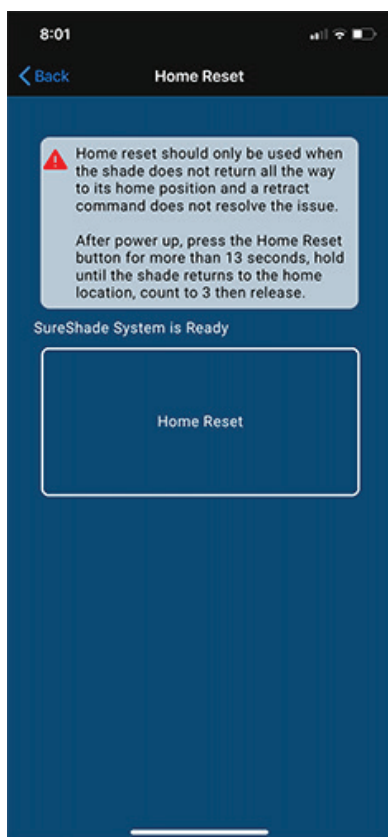 8:01
Back
Home Reset
Home reset should only be used when
the shade does not return all the way
to its home position and a retract
command does not resolve the issue.
After power up, press the Home Reset
button for more than 13 seconds, hold
until the shade returns to the home
location, count to 3 then release.
SureShade System is Ready
Home Reset